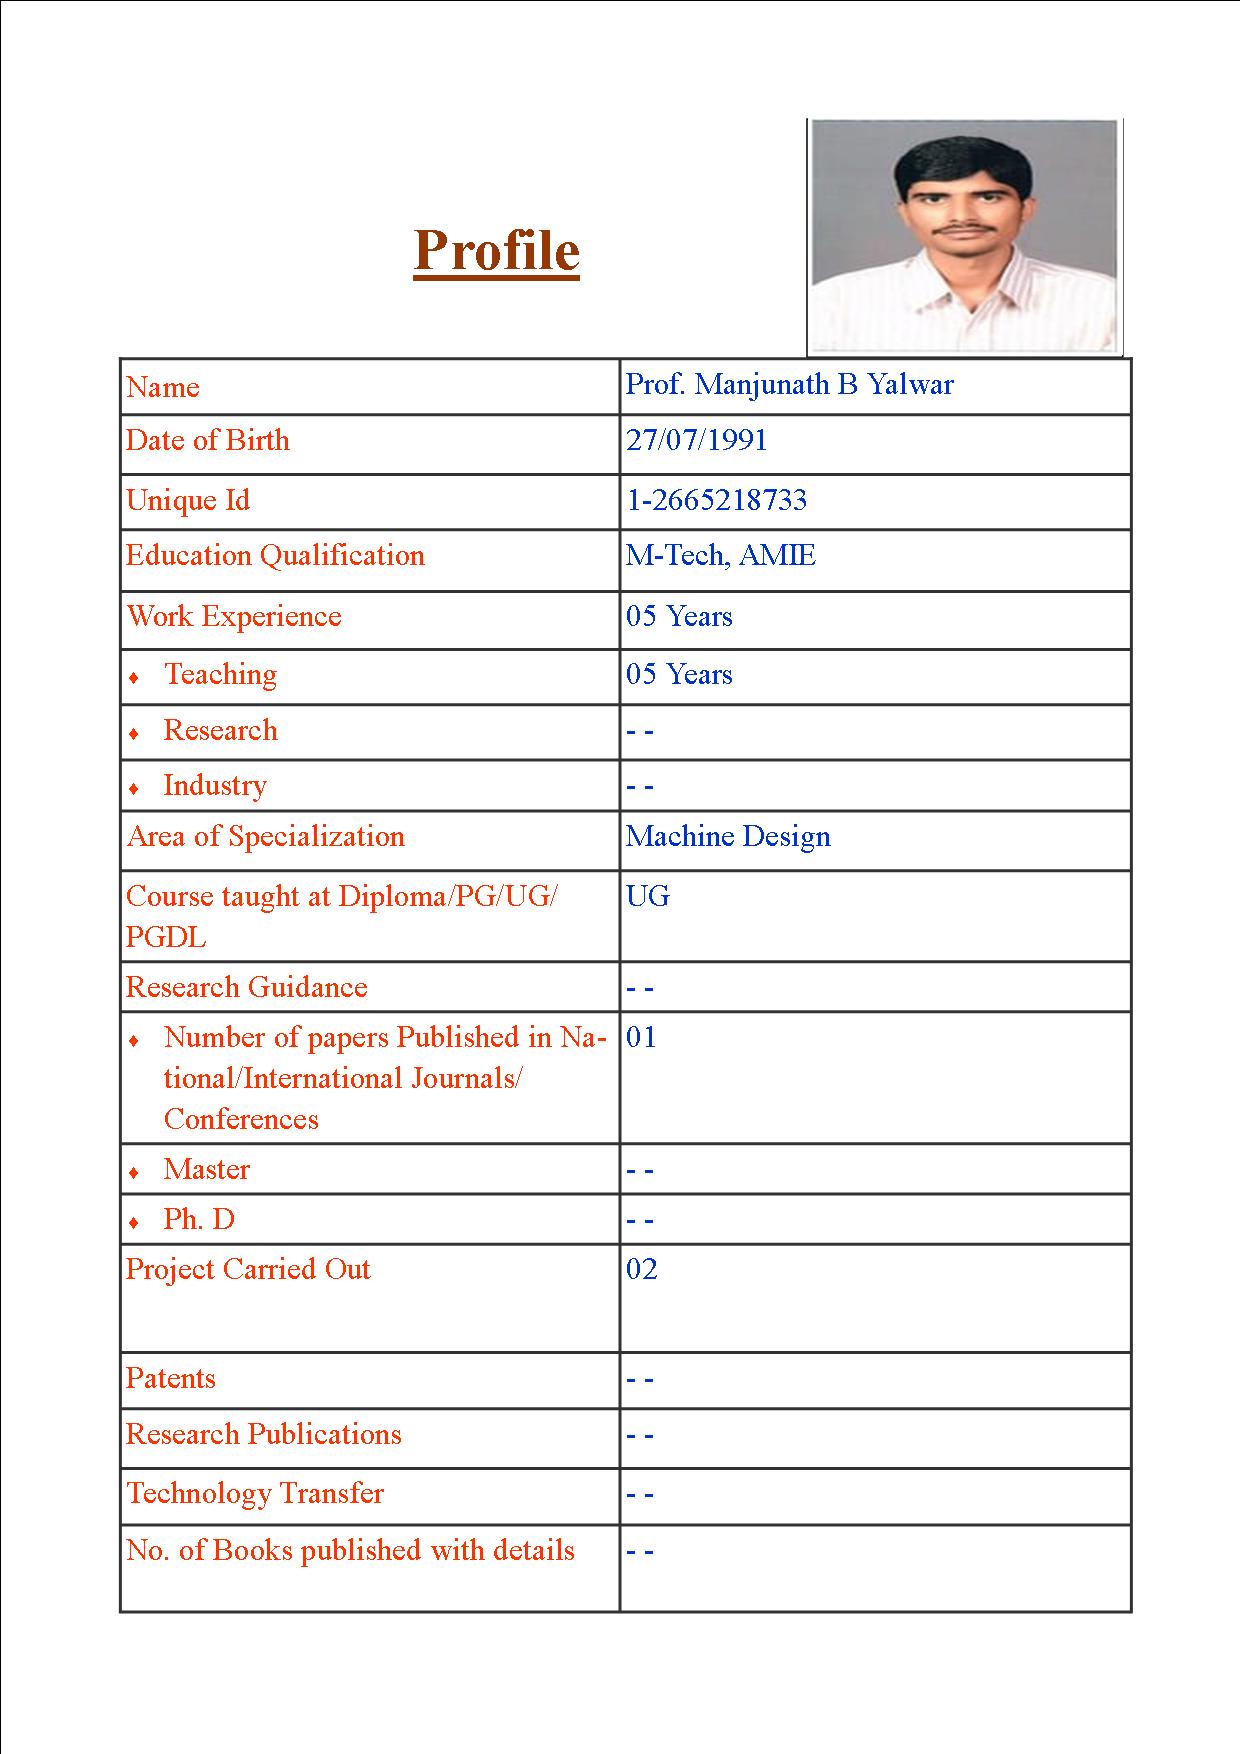 Profile
Name
Prof. Manjunath B Yalwar
Date of Birth
27/07/1991
Unique Id
1-2665218733
Education Qualification
M-Tech, AMIE
Work Experience
05 Years
♦ Teaching
05 Years
♦ Research
- -
♦ Industry
- -
Area of Specialization
Machine Design
Course taught at Diploma/PG/UG/
PGDL
UG
Research Guidance
- -
♦ Number of papers Published in Na-
tional/International Journals/
Conferences
01
♦ Master
- -
♦ Ph. D
- -
Project Carried Out
02
Patents
- -
Research Publications
- -
Technology Transfer
- -
No. of Books published with details
- -